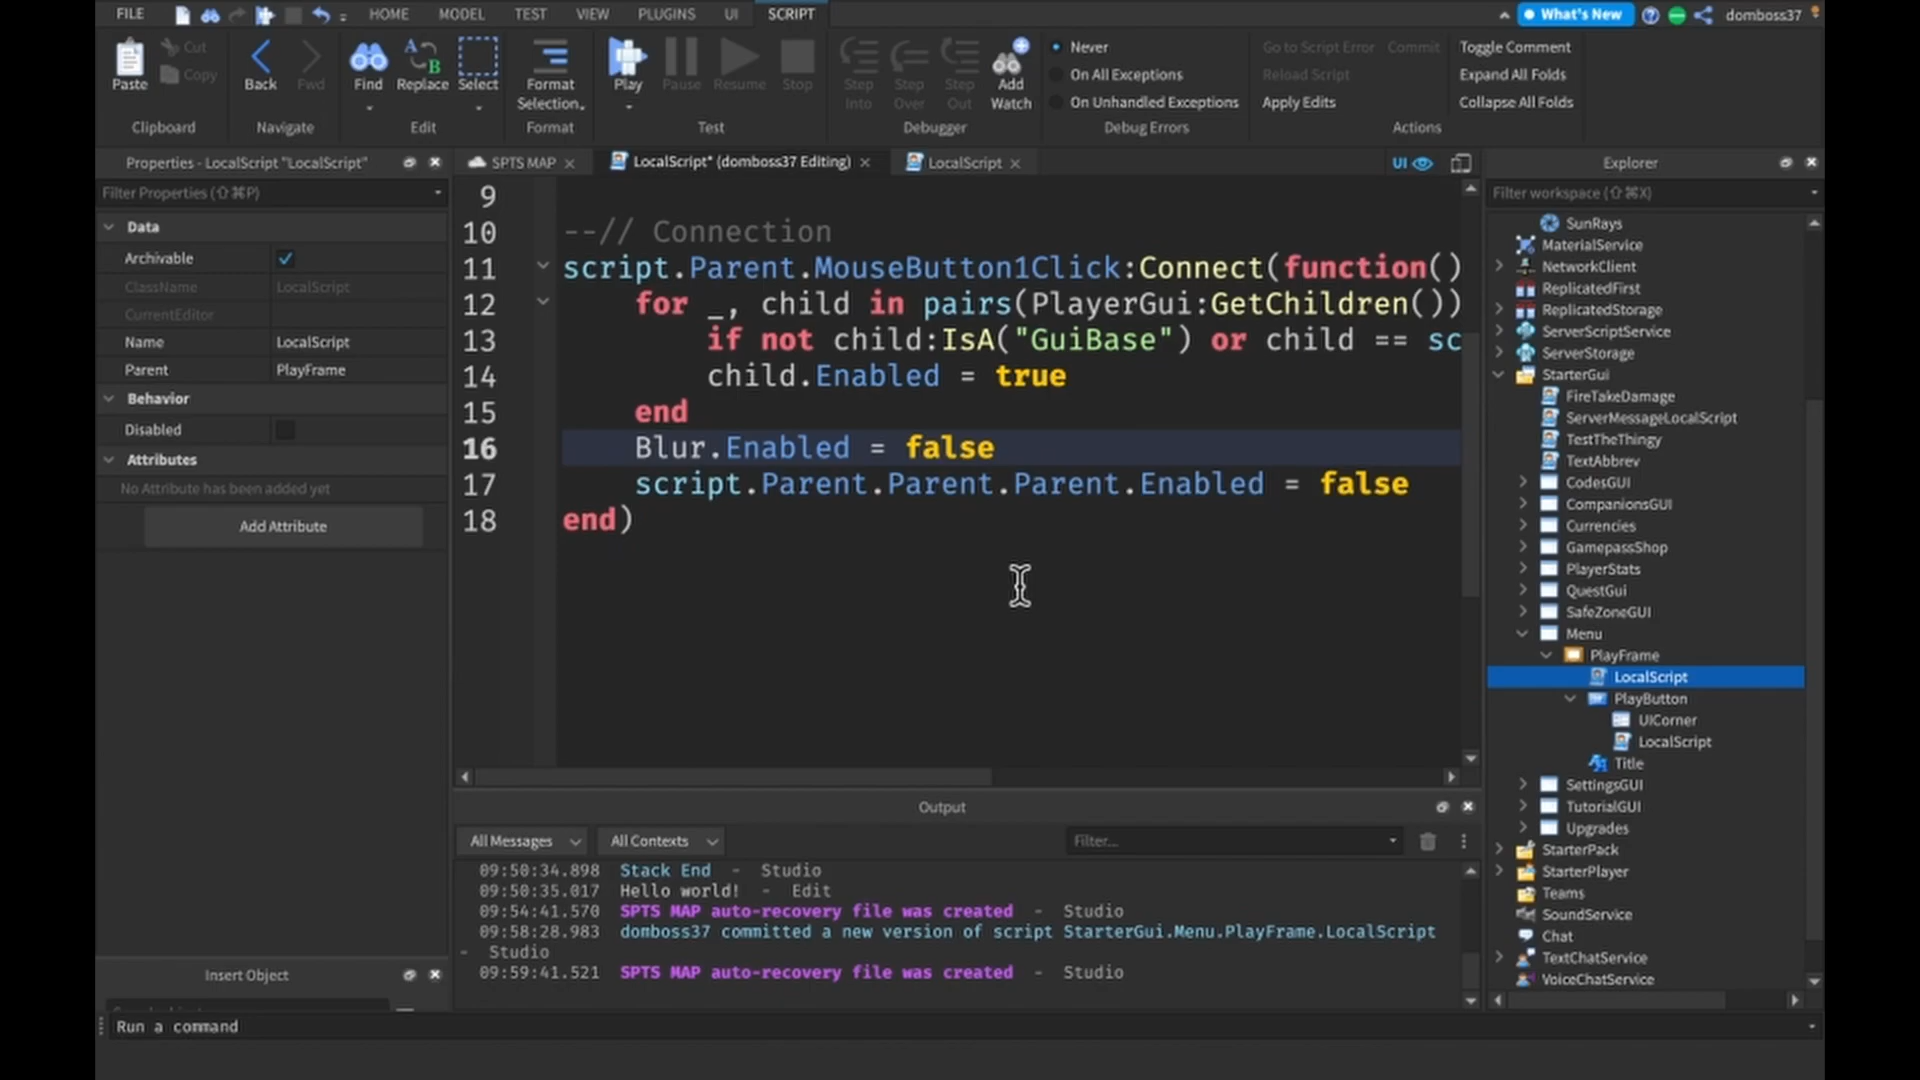 FILE
HOME
MODEL
TEST
VIEW
PLUGINS
UI
SCRIPT
What's New
domboss37
Paste
Cut
Copy
Clipboard
Back
Fwd
Navigate
Find
Replace
Select
Edit
Format
Selection
Format
Play
Pause
Resume
Stop
Test
Step
Into
Step
Over
Step
Out
Add
Watch
Debugger
Never
On All Exceptions
On Unhandled Exceptions
Debug Errors
Go to Script Error
Commit
Reload Script
Apply Edits
Toggle Comment
Expand All Folds
Collapse All Folds
Actions
Properties - LocalScript "LocalScript"
Filter Properties (⇧⌘P)
Data
Archivable
ClassName LocalScript
CurrentEditor
Name LocalScript
Parent PlayFrame
Behavior
Disabled
Attributes
No Attribute has been added yet
Add Attribute
Insert Object
SPTS MAP
LocalScript* (domboss37 Editing)
LocalScript
UI
9
10 --// Connection
11 script.Parent.MouseButton1Click:Connect(function()
12 for _, child in pairs(PlayerGui:GetChildren())
13 if not child:IsA("GuiBase") or child == sc
14 child.Enabled = true
15 end
16 Blur.Enabled = false
17 script.Parent.Parent.Parent.Enabled = false
18 end)
Output
All Messages
All Contexts
Filter...
09:50:34.898 Stack End - Studio
09:50:35.017 Hello world! - Edit
09:54:41.570 SPTS MAP auto-recovery file was created - Studio
09:58:28.983 domboss37 committed a new version of script StarterGui.Menu.PlayFrame.LocalScript
- Studio
09:59:41.521 SPTS MAP auto-recovery file was created - Studio
Explorer
Filter workspace (⇧⌘X)
SunRays
MaterialService
NetworkClient
ReplicatedFirst
ReplicatedStorage
ServerScriptService
ServerStorage
StarterGui
FireTakeDamage
ServerMessageLocalScript
TestTheThingy
TextAbbrev
CodesGUI
CompanionsGUI
Currencies
GamepassShop
PlayerStats
QuestGui
SafeZoneGUI
Menu
PlayFrame
LocalScript
PlayButton
UICorner
LocalScript
Title
SettingsGUI
TutorialGUI
Upgrades
StarterPack
StarterPlayer
Teams
SoundService
Chat
TextChatService
VoiceChatService
Run a command